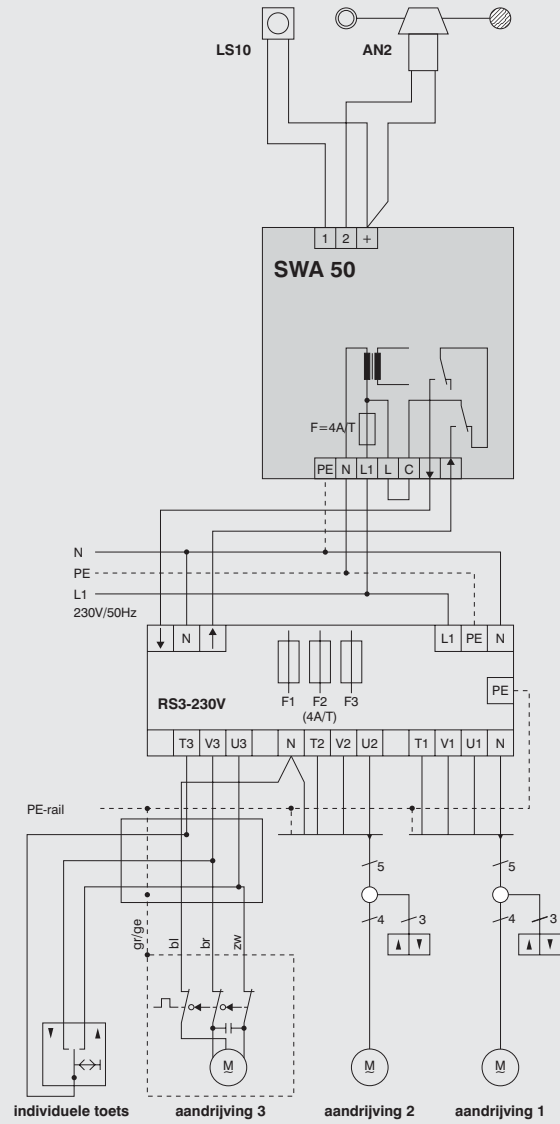 LS10
AN2
1 2 +
SWA 50
F=4A/T
PE N L1 L C
N
PE
L1
230V/50Hz
N
L1 PE N
PE
RS3-230V
F1 F2 F3
(4A/T)
T3 V3 U3 N T2 V2 U2 T1 V1 U1 N
PE-rail
5 5
4 3 4 3
gr/ge
bl
br
zw
M M M
individuele toets aandrijving 3 aandrijving 2 aandrijving 1